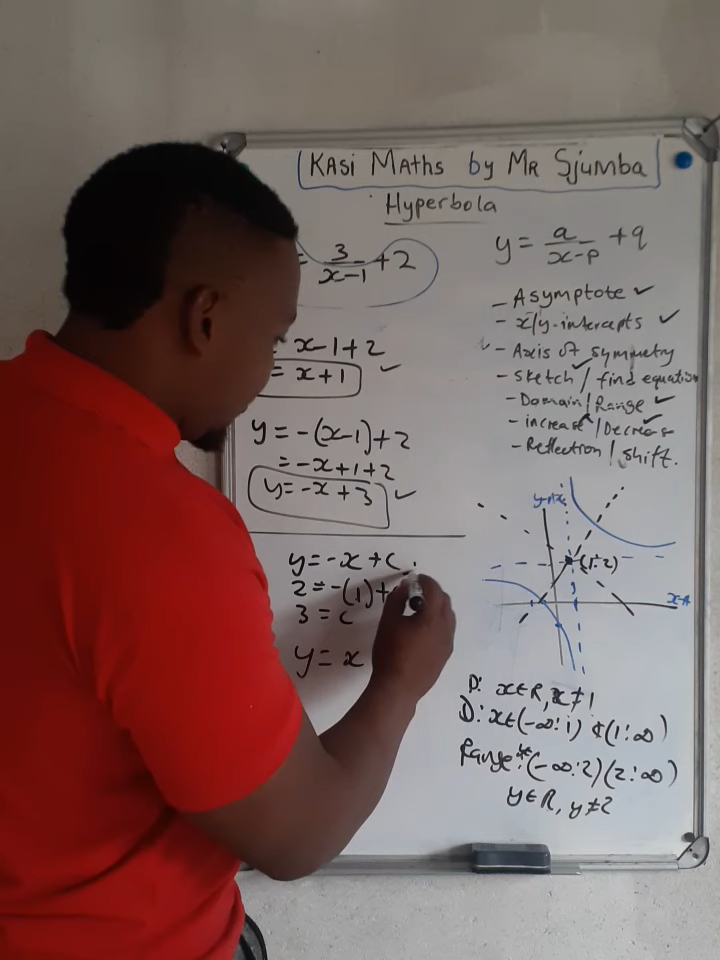 KASI MATHS by MR SJUMBA
Hyperbola
= 3/(x-1) + 2
= x-1+2
= x+1 ✓
y = -(x-1)+2
= -x+1+2
y = -x+3 ✓
y = -x + c
2 = -(1)+
3 = c
y = x
y = a/(x-p) + q
- Asymptote ✓
- x/y-intercepts ✓
- Axis of symmetry
- Sketch / find equation
- Domain / Range ✓
- increase / Decrease
- Reflection / shift.
(1:2)
D: x∈R, x≠1
D: x∈(-∞:1) & (1:∞)
Range: (-∞:2)(2:∞)
y∈R, y≠2